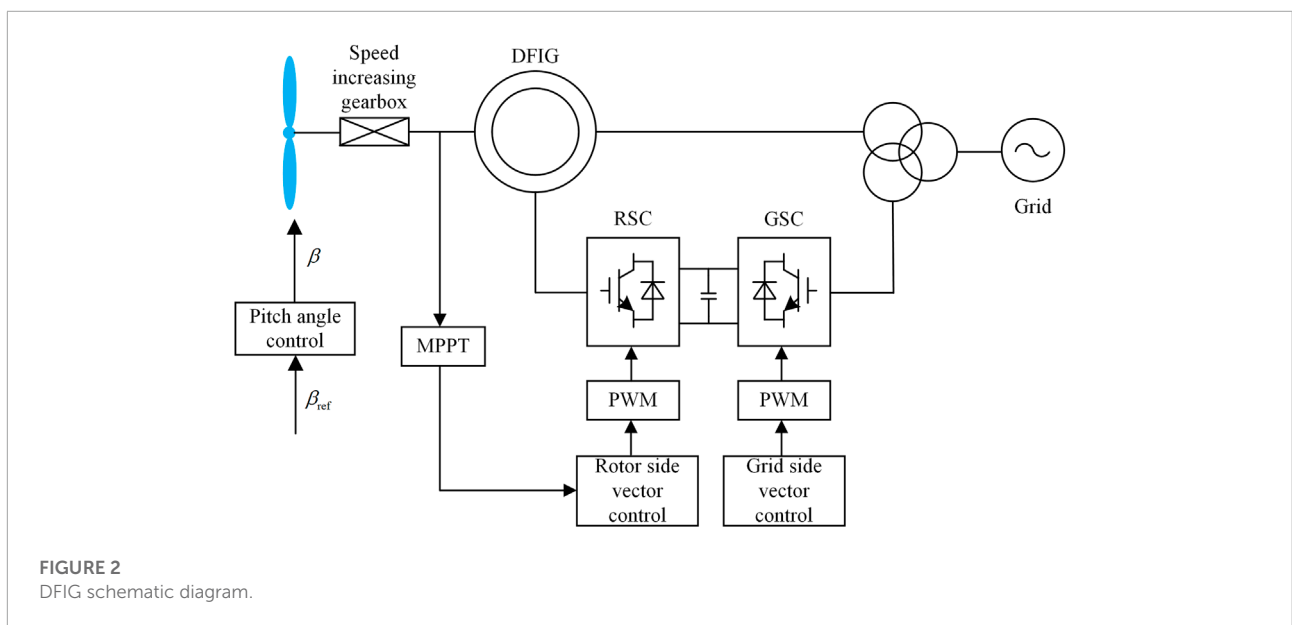 Speed
increasing
gearbox
DFIG
Grid
RSC
GSC
β
Pitch angle
control
MPPT
β_ref
PWM
PWM
Rotor side
vector
control
Grid side
vector
control
FIGURE 2
DFIG schematic diagram.